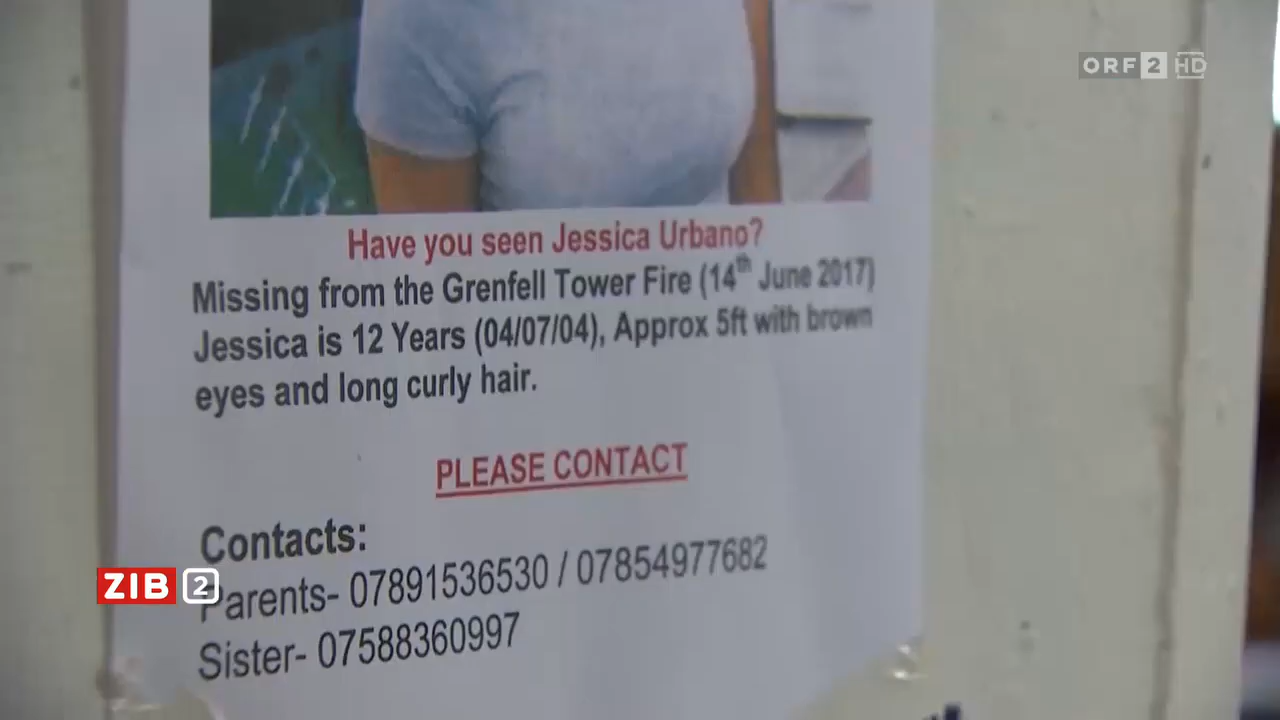 ORF 2 HD
Have you seen Jessica Urbano?
Missing from the Grenfell Tower Fire (14th June 2017)
Jessica is 12 Years (04/07/04), Approx 5ft with brown
eyes and long curly hair.
PLEASE CONTACT
Contacts:
Parents- 07891536530 / 07854977682
Sister- 07588360997
ZIB 2